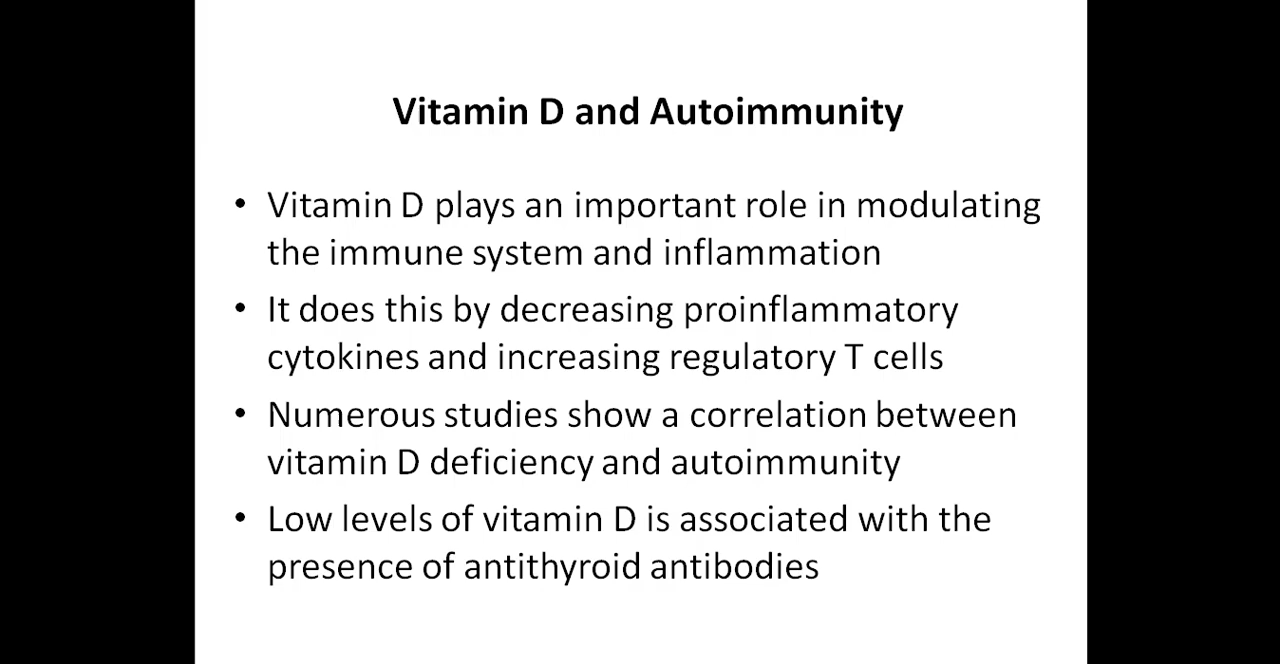 Vitamin D and Autoimmunity
• Vitamin D plays an important role in modulating
the immune system and inflammation
• It does this by decreasing proinflammatory
cytokines and increasing regulatory T cells
• Numerous studies show a correlation between
vitamin D deficiency and autoimmunity
• Low levels of vitamin D is associated with the
presence of antithyroid antibodies